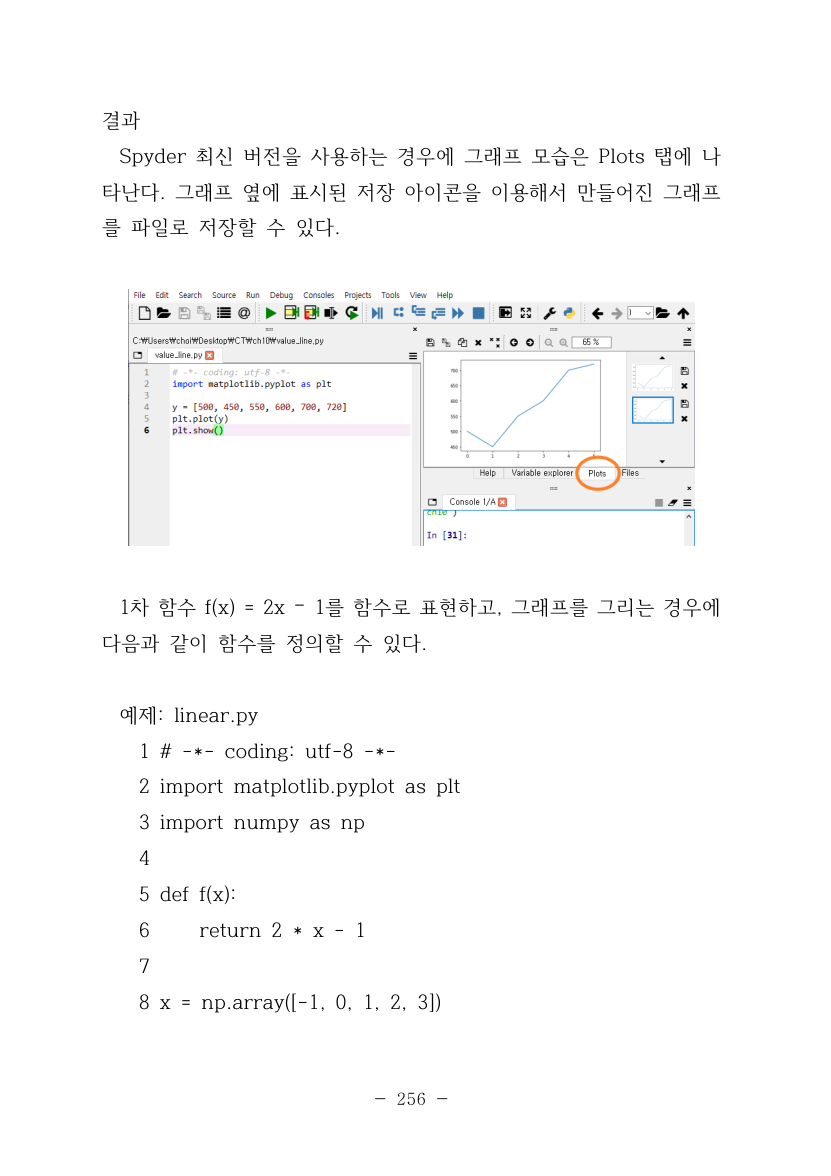 결과
Spyder 최신 버전을 사용하는 경우에 그래프 모습은 Plots 탭에 나
타난다. 그래프 옆에 표시된 저장 아이콘을 이용해서 만들어진 그래프
를 파일로 저장할 수 있다.
File Edit Search Source Run Debug Consoles Projects Tools View Help
C:₩Users₩choi₩Desktop₩CT₩ch10₩value_line.py
value_line.py
65 %
1 # -*- coding: utf-8 -*-
2 import matplotlib.pyplot as plt
3
4 y = [500, 450, 550, 600, 700, 720]
5 plt.plot(y)
6 plt.show()
700
650
600
550
500
450
0 1 2 3 4
Help Variable explorer Plots Files
Console 1/A
In [31]:
1차 함수 f(x) = 2x - 1를 함수로 표현하고, 그래프를 그리는 경우에
다음과 같이 함수를 정의할 수 있다.
예제: linear.py
1 # -*- coding: utf-8 -*-
2 import matplotlib.pyplot as plt
3 import numpy as np
4
5 def f(x):
6     return 2 * x - 1
7
8 x = np.array([-1, 0, 1, 2, 3])
- 256 -